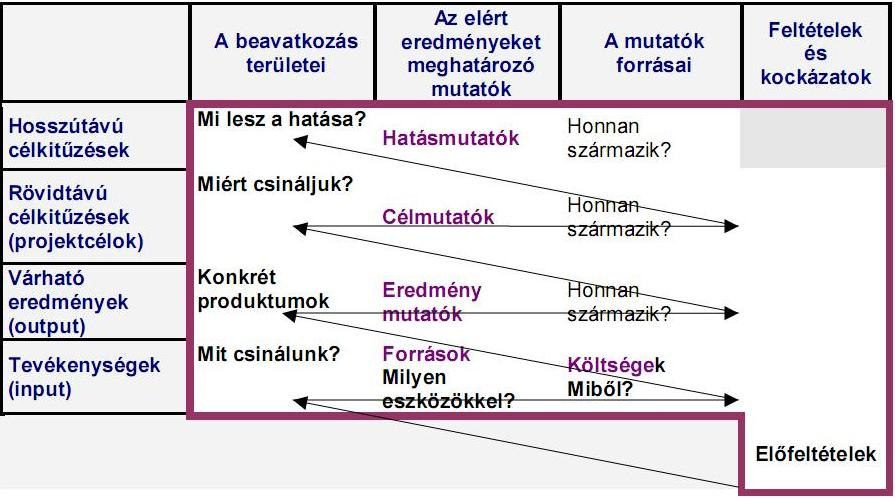 A beavatkozás
területei
Az elért
eredményeket
meghatározó
mutatók
A mutatók
forrásai
Feltételek
és
kockázatok
Hosszútávú
célkitűzések
Mi lesz a hatása?
Hatásmutatók
Honnan
származik?
Rövidtávú
célkitűzések
(projektcélok)
Miért csináljuk?
Célmutatók
Honnan
származik?
Várható
eredmények
(output)
Konkrét
produktumok
Eredmény
mutatók
Honnan
származik?
Tevékenységek
(input)
Mit csinálunk?
Források
Milyen
eszközökkel?
Költségek
Miből?
Előfeltételek